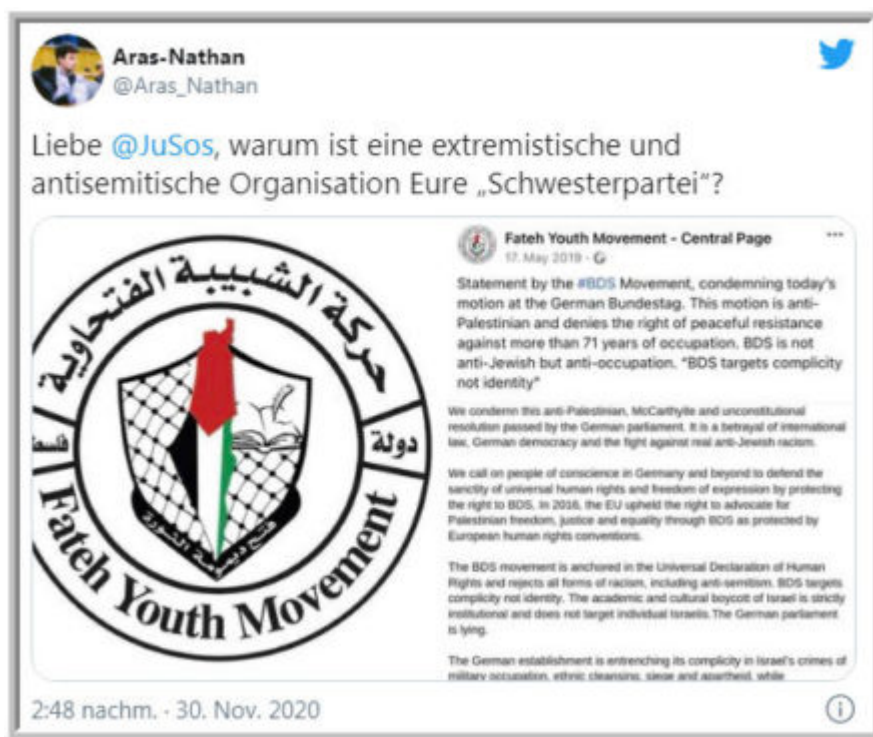 Aras-Nathan
@Aras_Nathan
Liebe @JuSos, warum ist eine extremistische und
antisemitische Organisation Eure „Schwesterpartei“?
حركة الشبيبة الفتحاوية
دولة
Fateh Youth Movement
Fateh Youth Movement - Central Page
17. May 2019 ·
Statement by the #BDS Movement, condemning today's
motion at the German Bundestag. This motion is anti-
Palestinian and denies the right of peaceful resistance
against more than 71 years of occupation. BDS is not
anti-Jewish but anti-occupation. "BDS targets complicity
not identity"
We condemn this anti-Palestinian, McCarthyite and unconstitutional
resolution passed by the German parliament. It is a betrayal of international
law, German democracy and the fight against real anti-Jewish racism.
We call on people of conscience in Germany and beyond to defend the
sanctity of universal human rights and freedom of expression by protecting
the right to BDS. In 2016, the EU upheld the right to advocate for
Palestinian freedom, justice and equality through BDS as protected by
European human rights conventions.
The BDS movement is anchored in the Universal Declaration of Human
Rights and rejects all forms of racism, including anti-semitism. BDS targets
complicity not identity. The academic and cultural boycott of Israel is strictly
institutional and does not target individual Israelis. The German parliament
is lying.
The German establishment is entrenching its complicity in Israel's crimes of
military occupation, ethnic cleansing, siege and apartheid, while
2:48 nachm. · 30. Nov. 2020